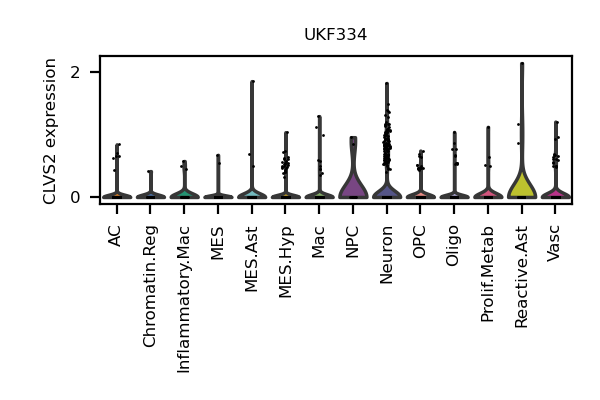 UKF334
CLVS2 expression
2
0
AC
Chromatin.Reg
Inflammatory.Mac
MES
MES.Ast
MES.Hyp
Mac
NPC
Neuron
OPC
Oligo
Prolif.Metab
Reactive.Ast
Vasc